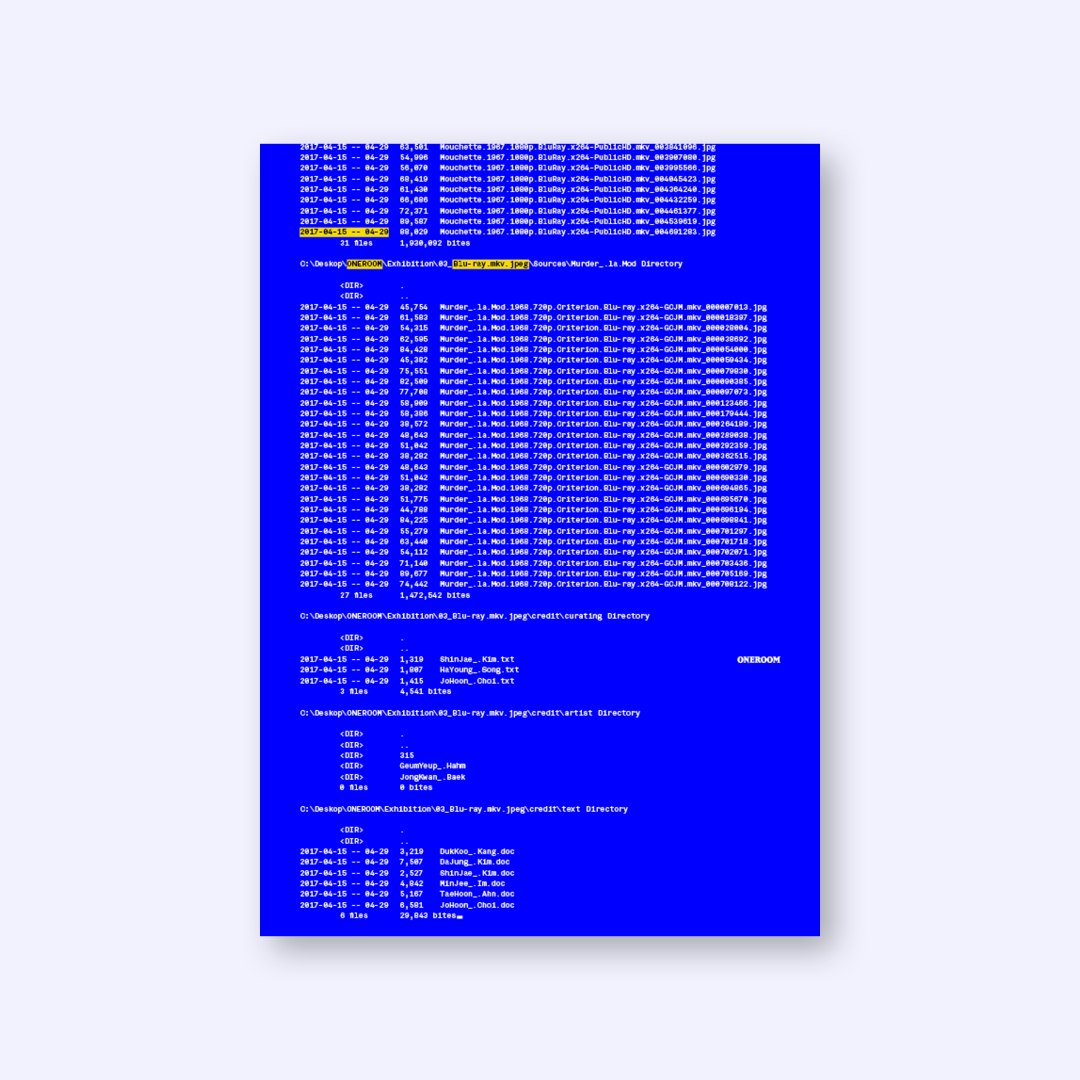 2017-04-15 -- 04-29 63,501 Mouchette.1967.1080p.BluRay.x264-PublicHD.mkv_003841096.jpg
2017-04-15 -- 04-29 54,996 Mouchette.1967.1080p.BluRay.x264-PublicHD.mkv_003907080.jpg
2017-04-15 -- 04-29 56,070 Mouchette.1967.1080p.BluRay.x264-PublicHD.mkv_003995566.jpg
2017-04-15 -- 04-29 68,419 Mouchette.1967.1080p.BluRay.x264-PublicHD.mkv_004045423.jpg
2017-04-15 -- 04-29 61,430 Mouchette.1967.1080p.BluRay.x264-PublicHD.mkv_004364240.jpg
2017-04-15 -- 04-29 66,686 Mouchette.1967.1080p.BluRay.x264-PublicHD.mkv_004432259.jpg
2017-04-15 -- 04-29 72,371 Mouchette.1967.1080p.BluRay.x264-PublicHD.mkv_004461377.jpg
2017-04-15 -- 04-29 89,587 Mouchette.1967.1080p.BluRay.x264-PublicHD.mkv_004539619.jpg
2017-04-15 -- 04-29 88,029 Mouchette.1967.1080p.BluRay.x264-PublicHD.mkv_004691283.jpg
31 files 1,930,092 bites
C:\Deskop\ONEROOM\Exhibition\03_Blu-ray.mkv.jpeg\Sources\Murder_.la.Mod Directory
<DIR> .
<DIR> ..
2017-04-15 -- 04-29 45,754 Murder_.la.Mod.1968.720p.Criterion.Blu-ray.x264-GCJM.mkv_000007013.jpg
2017-04-15 -- 04-29 61,583 Murder_.la.Mod.1968.720p.Criterion.Blu-ray.x264-GCJM.mkv_000018387.jpg
2017-04-15 -- 04-29 54,315 Murder_.la.Mod.1968.720p.Criterion.Blu-ray.x264-GCJM.mkv_000028004.jpg
2017-04-15 -- 04-29 62,595 Murder_.la.Mod.1968.720p.Criterion.Blu-ray.x264-GCJM.mkv_000038692.jpg
2017-04-15 -- 04-29 84,428 Murder_.la.Mod.1968.720p.Criterion.Blu-ray.x264-GCJM.mkv_000054000.jpg
2017-04-15 -- 04-29 45,382 Murder_.la.Mod.1968.720p.Criterion.Blu-ray.x264-GCJM.mkv_000059434.jpg
2017-04-15 -- 04-29 75,551 Murder_.la.Mod.1968.720p.Criterion.Blu-ray.x264-GCJM.mkv_000079830.jpg
2017-04-15 -- 04-29 82,509 Murder_.la.Mod.1968.720p.Criterion.Blu-ray.x264-GCJM.mkv_000090385.jpg
2017-04-15 -- 04-29 77,708 Murder_.la.Mod.1968.720p.Criterion.Blu-ray.x264-GCJM.mkv_000097073.jpg
2017-04-15 -- 04-29 58,909 Murder_.la.Mod.1968.720p.Criterion.Blu-ray.x264-GCJM.mkv_000123466.jpg
2017-04-15 -- 04-29 58,386 Murder_.la.Mod.1968.720p.Criterion.Blu-ray.x264-GCJM.mkv_000179444.jpg
2017-04-15 -- 04-29 38,572 Murder_.la.Mod.1968.720p.Criterion.Blu-ray.x264-GCJM.mkv_000264189.jpg
2017-04-15 -- 04-29 48,643 Murder_.la.Mod.1968.720p.Criterion.Blu-ray.x264-GCJM.mkv_000289038.jpg
2017-04-15 -- 04-29 51,042 Murder_.la.Mod.1968.720p.Criterion.Blu-ray.x264-GCJM.mkv_000292359.jpg
2017-04-15 -- 04-29 38,282 Murder_.la.Mod.1968.720p.Criterion.Blu-ray.x264-GCJM.mkv_000362515.jpg
2017-04-15 -- 04-29 48,643 Murder_.la.Mod.1968.720p.Criterion.Blu-ray.x264-GCJM.mkv_000602979.jpg
2017-04-15 -- 04-29 51,042 Murder_.la.Mod.1968.720p.Criterion.Blu-ray.x264-GCJM.mkv_000690330.jpg
2017-04-15 -- 04-29 38,282 Murder_.la.Mod.1968.720p.Criterion.Blu-ray.x264-GCJM.mkv_000694865.jpg
2017-04-15 -- 04-29 51,775 Murder_.la.Mod.1968.720p.Criterion.Blu-ray.x264-GCJM.mkv_000695670.jpg
2017-04-15 -- 04-29 44,788 Murder_.la.Mod.1968.720p.Criterion.Blu-ray.x264-GCJM.mkv_000696194.jpg
2017-04-15 -- 04-29 84,225 Murder_.la.Mod.1968.720p.Criterion.Blu-ray.x264-GCJM.mkv_000698841.jpg
2017-04-15 -- 04-29 55,279 Murder_.la.Mod.1968.720p.Criterion.Blu-ray.x264-GCJM.mkv_000701297.jpg
2017-04-15 -- 04-29 63,440 Murder_.la.Mod.1968.720p.Criterion.Blu-ray.x264-GCJM.mkv_000701718.jpg
2017-04-15 -- 04-29 54,112 Murder_.la.Mod.1968.720p.Criterion.Blu-ray.x264-GCJM.mkv_000702071.jpg
2017-04-15 -- 04-29 71,140 Murder_.la.Mod.1968.720p.Criterion.Blu-ray.x264-GCJM.mkv_000703436.jpg
2017-04-15 -- 04-29 89,677 Murder_.la.Mod.1968.720p.Criterion.Blu-ray.x264-GCJM.mkv_000705169.jpg
2017-04-15 -- 04-29 74,442 Murder_.la.Mod.1968.720p.Criterion.Blu-ray.x264-GCJM.mkv_000708122.jpg
27 files 1,472,542 bites
C:\Deskop\ONEROOM\Exhibition\03_Blu-ray.mkv.jpeg\credit\curating Directory
<DIR> .
<DIR> ..
2017-04-15 -- 04-29 1,319 ShinJae_.Kim.txt
ONEROOM
2017-04-15 -- 04-29 1,807 HaYoung_.Song.txt
2017-04-15 -- 04-29 1,415 JoHoon_.Choi.txt
3 files 4,541 bites
C:\Deskop\ONEROOM\Exhibition\03_Blu-ray.mkv.jpeg\credit\artist Directory
<DIR> .
<DIR> ..
<DIR> 315
<DIR> GeumYeup_.Hahm
<DIR> JongKwan_.Baek
0 files 0 bites
C:\Deskop\ONEROOM\Exhibition\03_Blu-ray.mkv.jpeg\credit\text Directory
<DIR> .
<DIR> ..
2017-04-15 -- 04-29 3,219 DukKoo_.Kang.doc
2017-04-15 -- 04-29 7,507 DaJung_.Kim.doc
2017-04-15 -- 04-29 2,527 ShinJae_.Kim.doc
2017-04-15 -- 04-29 4,842 MinJee_.Im.doc
2017-04-15 -- 04-29 5,167 TaeHoon_.Ahn.doc
2017-04-15 -- 04-29 6,581 JoHoon_.Choi.doc
6 files 29,843 bites